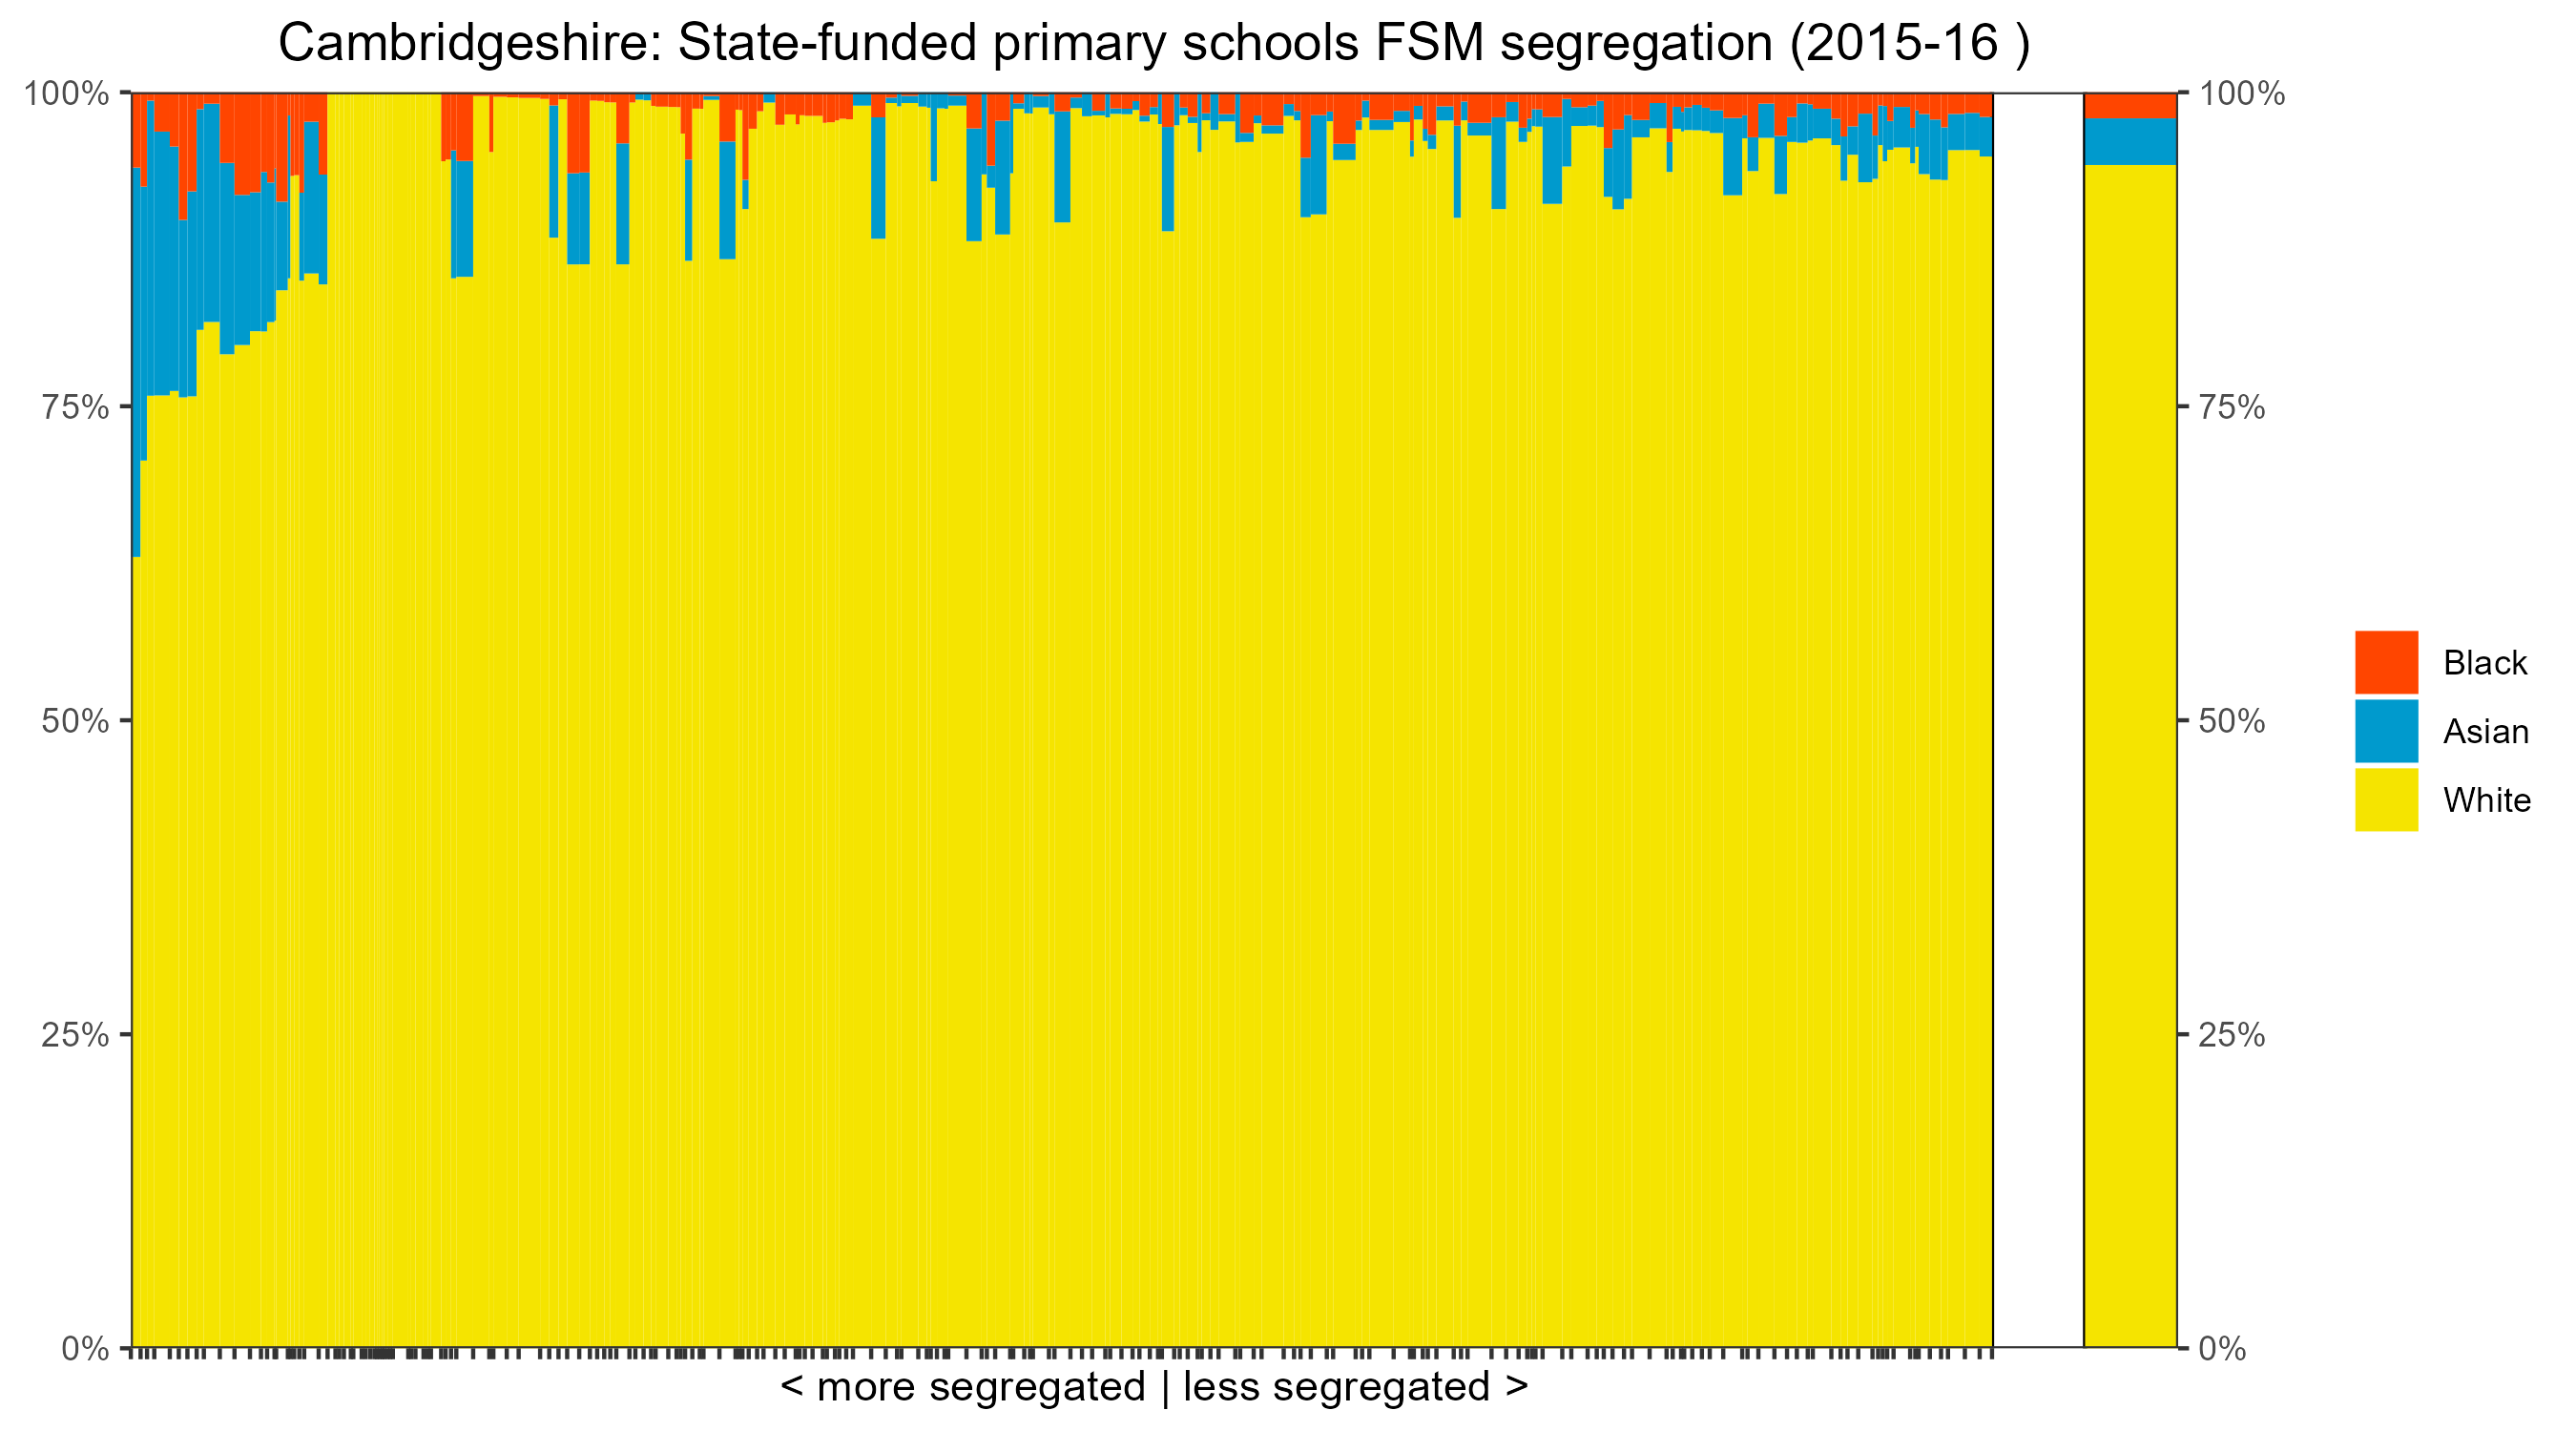 Cambridgeshire: State-funded primary schools FSM segregation (2015-16 )
100%
75%
50%
25%
0%
100%
75%
50%
25%
0%
Black
Asian
White
< more segregated | less segregated >